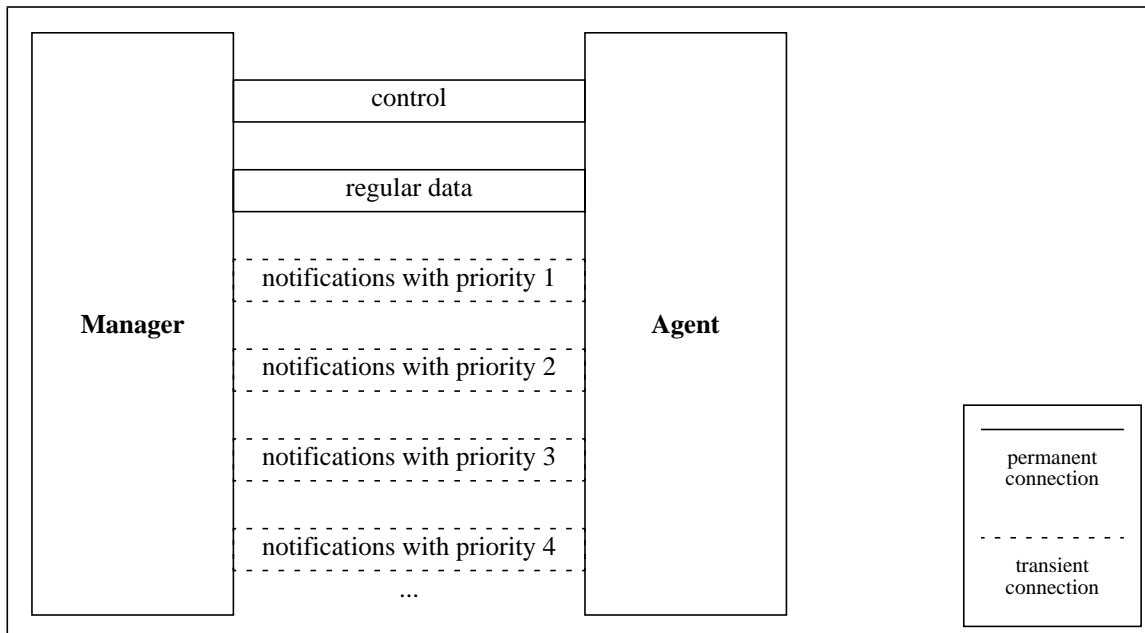 control
regular data
notifications with priority 1
Manager
Agent
notifications with priority 2
notifications with priority 3
notifications with priority 4
...
permanent
connection
transient
connection